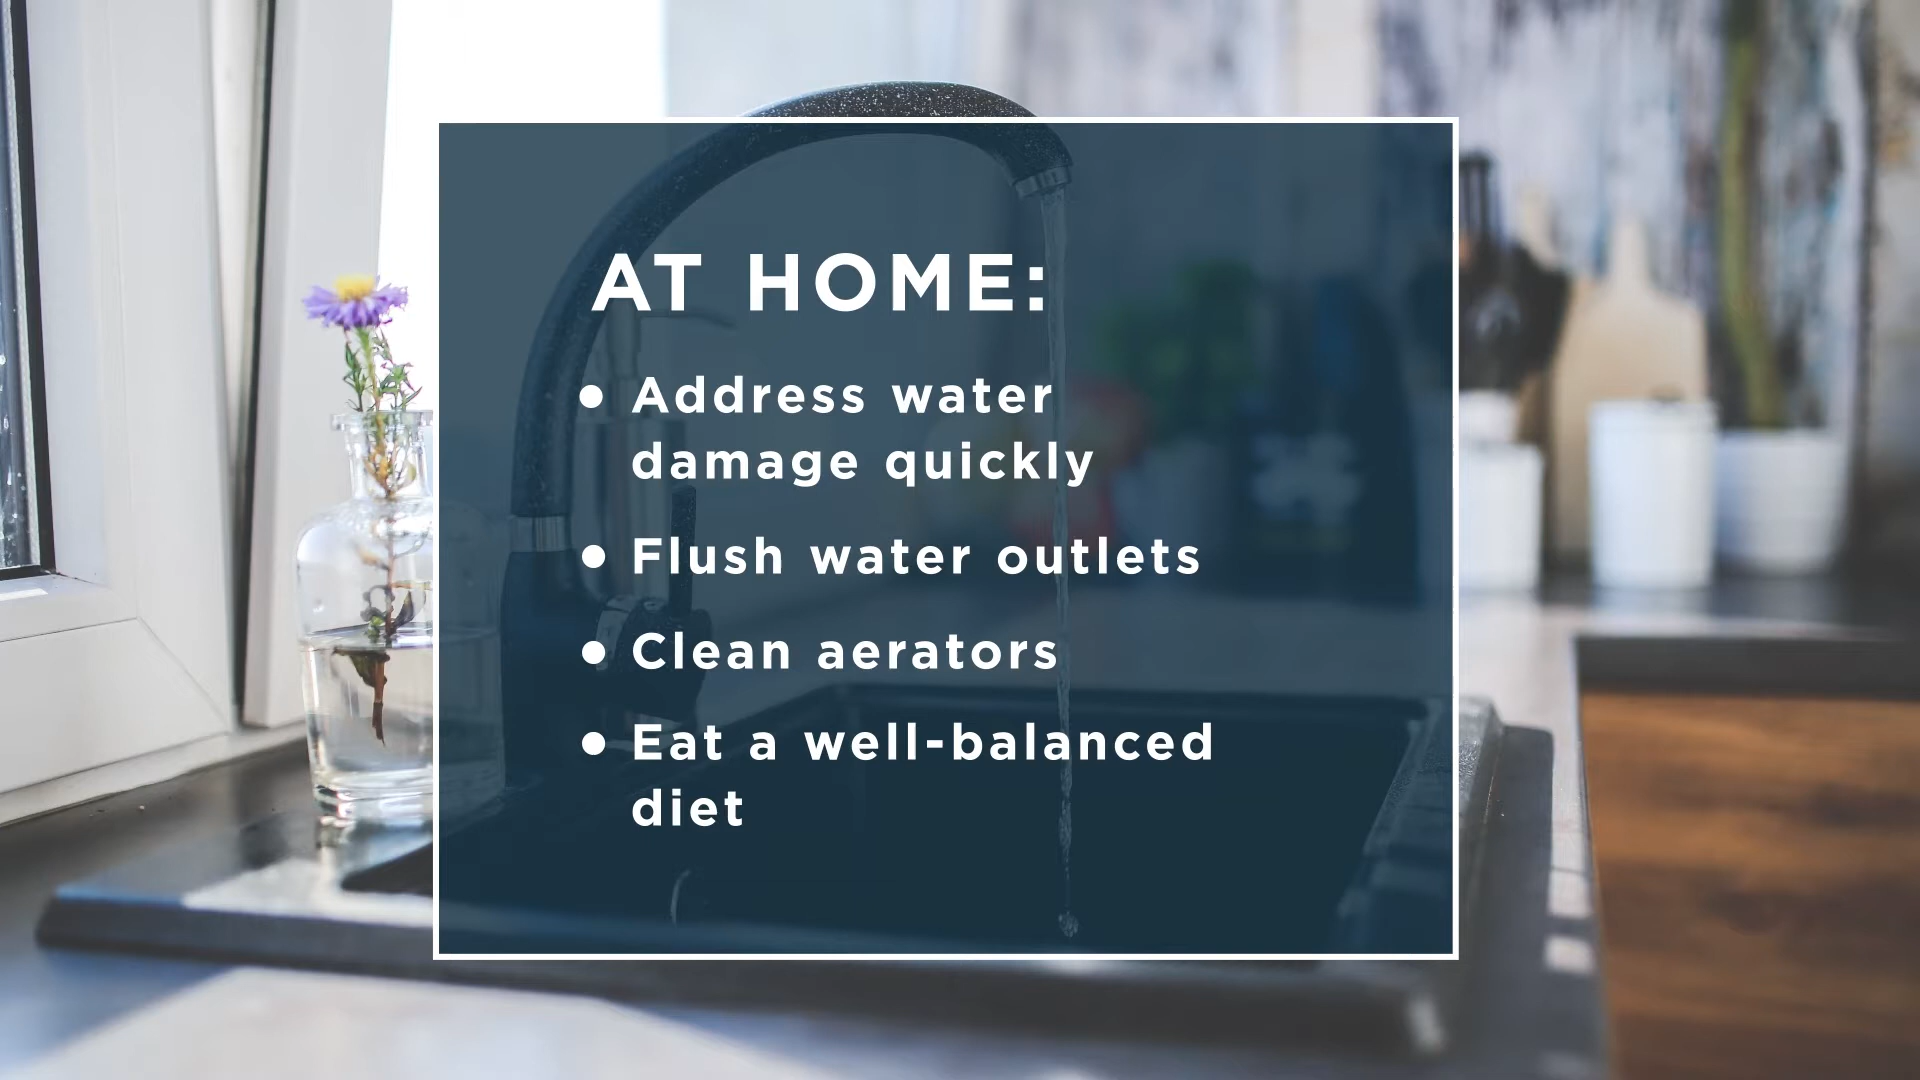 AT HOME:
• Address water
damage quickly
• Flush water outlets
• Clean aerators
• Eat a well-balanced
diet